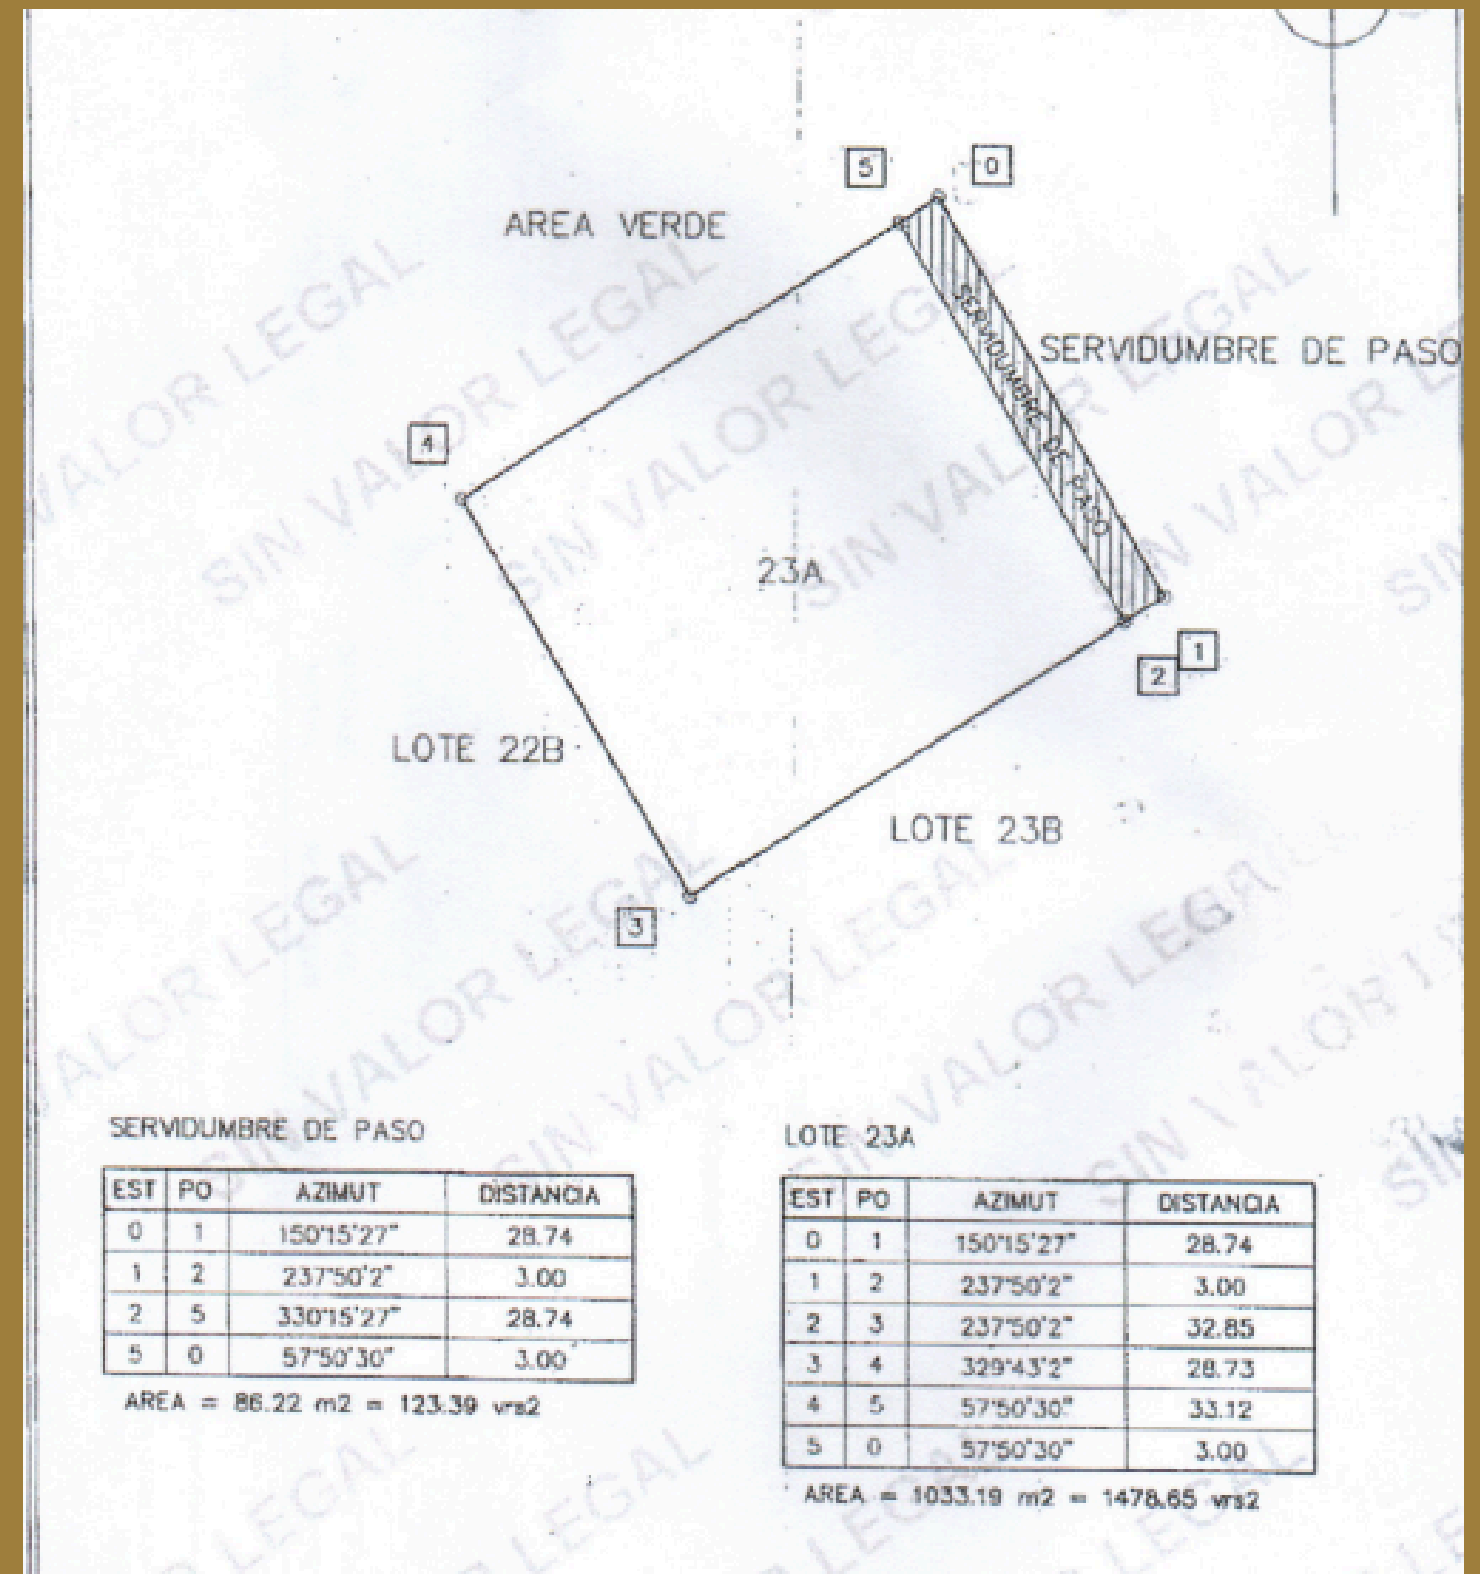 5
0
AREA VERDE
SERVIDUMBRE DE PASO
SERVIDUMBRE DE PASO
4
23A
1
2
LOTE 22B
LOTE 23B
3
SIN VALOR LEGAL
SERVIDUMBRE DE PASO
EST PO AZIMUT DISTANCIA
0 1 150°15'27" 28.74
1 2 237°50'2" 3.00
2 5 330°15'27" 28.74
5 0 57°50'30" 3.00
AREA = 86.22 m2 = 123.39 vrs2
LOTE 23A
EST PO AZIMUT DISTANCIA
0 1 150°15'27" 28.74
1 2 237°50'2" 3.00
2 3 237°50'2" 32.85
3 4 329°43'2" 28.73
4 5 57°50'30" 33.12
5 0 57°50'30" 3.00
AREA = 1033.19 m2 = 1478.65 vrs2